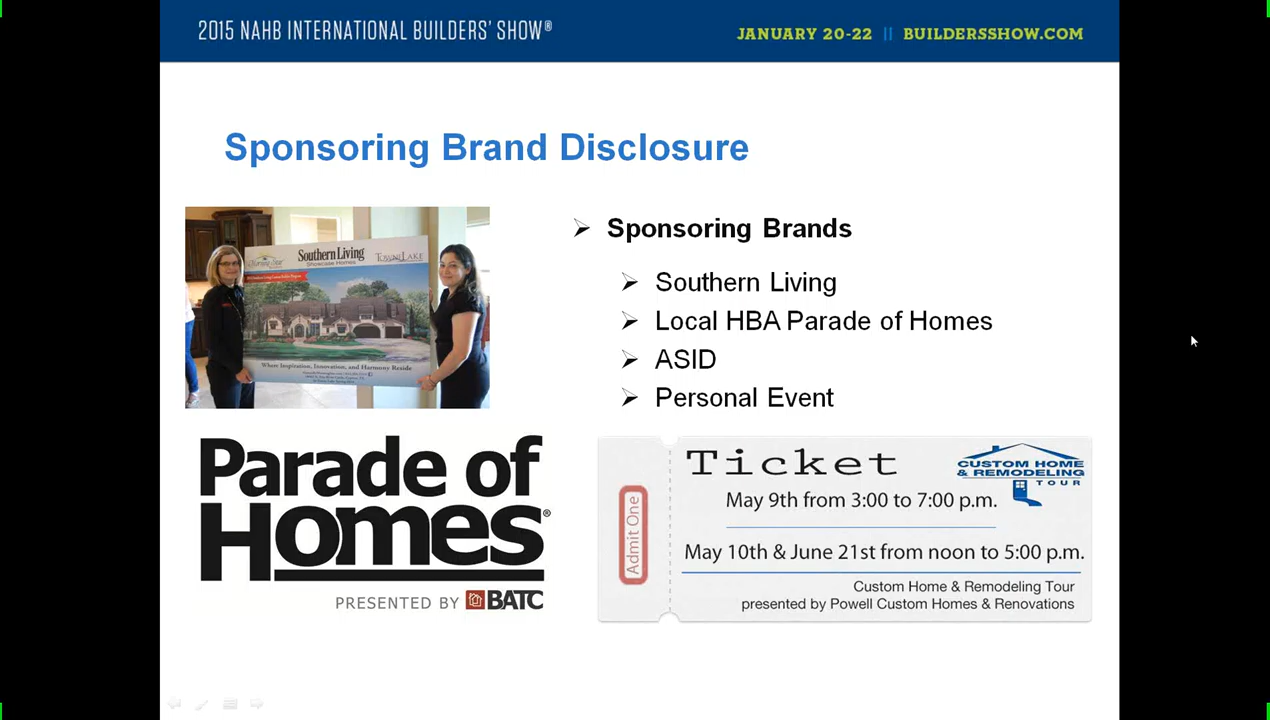 2015 NAHB INTERNATIONAL BUILDERS' SHOW®
JANUARY 20-22 || BUILDERSSHOW.COM
Sponsoring Brand Disclosure
Southern Living
Showcase Homes
TOWNE LAKE
Where Inspiration, Innovation, and Harmony Reside
➢ Sponsoring Brands
➢ Southern Living
➢ Local HBA Parade of Homes
➢ ASID
➢ Personal Event
Parade of
Homes®
PRESENTED BY BATC
Admit One
Ticket
CUSTOM HOME
& REMODELING
TOUR
May 9th from 3:00 to 7:00 p.m.
May 10th & June 21st from noon to 5:00 p.m.
Custom Home & Remodeling Tour
presented by Powell Custom Homes & Renovations